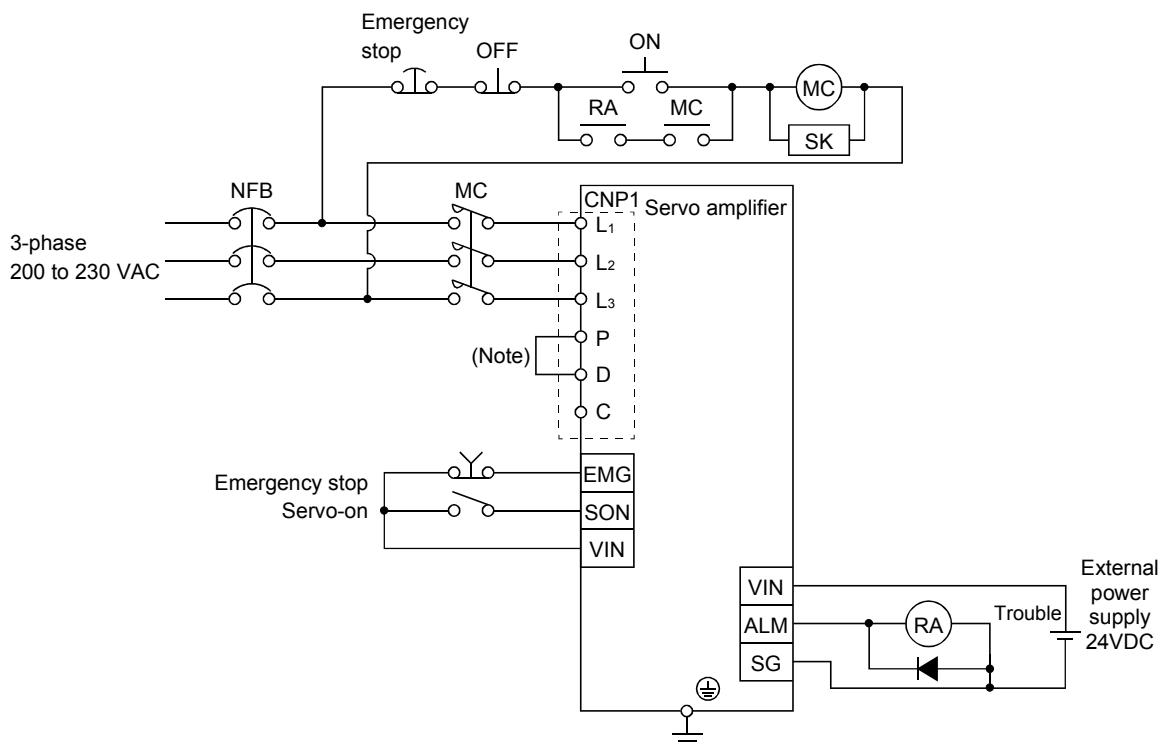 Emergency
stop
OFF
ON
RA
MC
MC
SK
NFB
MC
CNP1
Servo amplifier
3-phase
200 to 230 VAC
L1
L2
L3
P
(Note)
D
C
Emergency stop
Servo-on
EMG
SON
VIN
VIN
ALM
SG
RA
Trouble
External
power
supply
24VDC